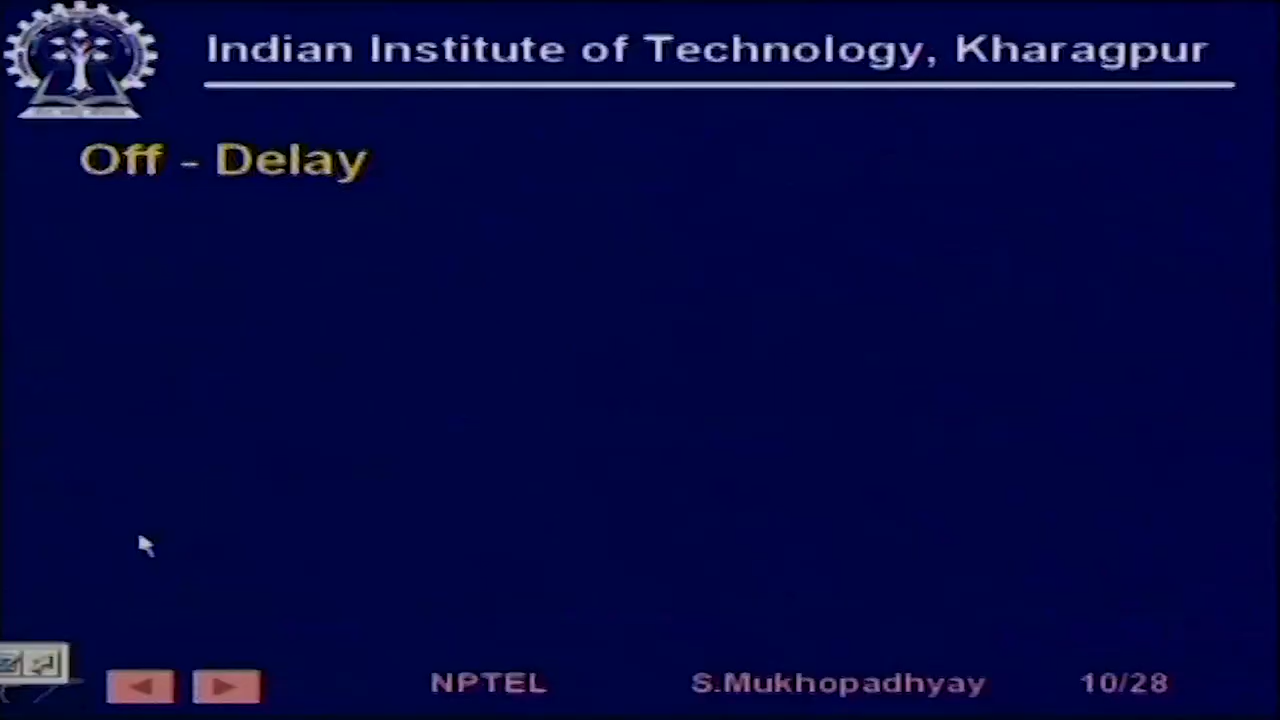 Indian Institute of Technology, Kharagpur
Off - Delay
NPTEL S.Mukhopadhyay 10/28